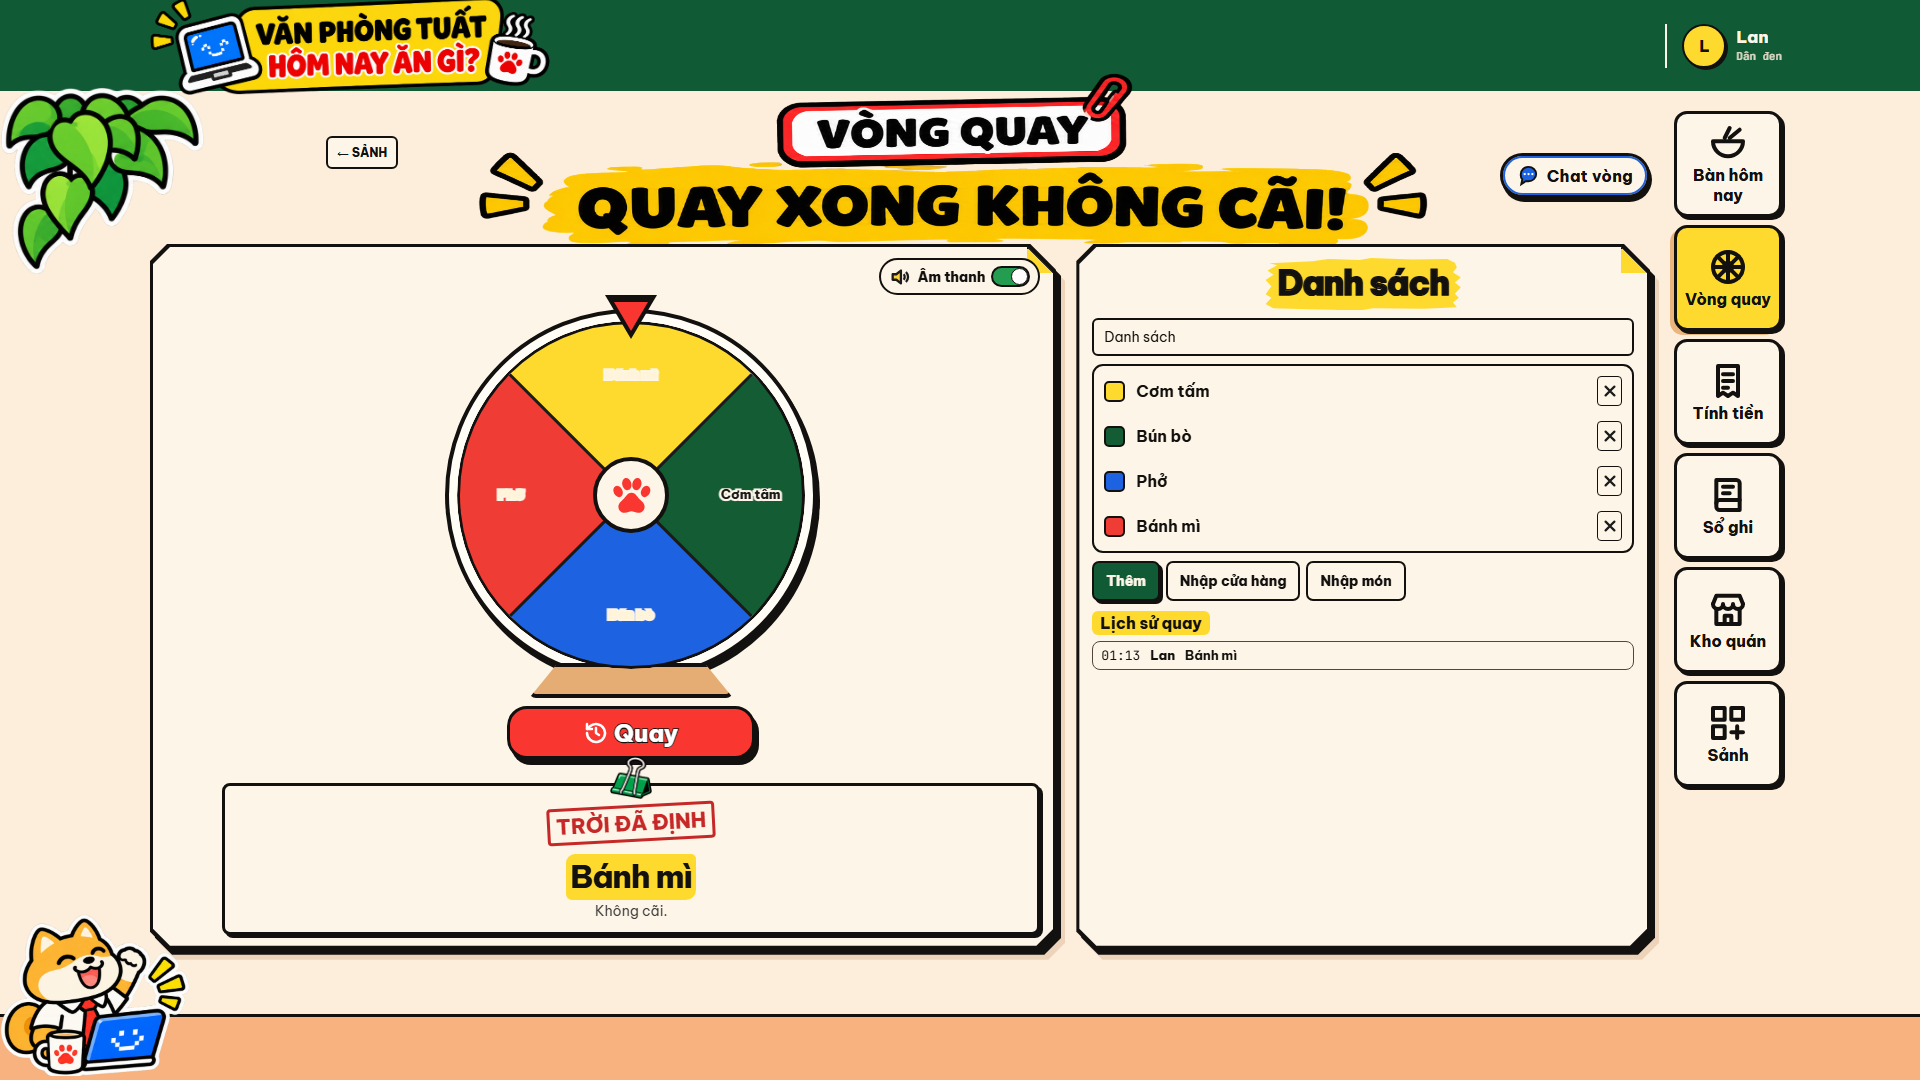 VĂN PHÒNG TUẤT
HÔM NAY ĂN GÌ?
L
Lan
Dân đen
← SẢNH
VÒNG QUAY
QUAY XONG KHÔNG CÃI!
Chat vòng
Âm thanh
Cơm tấm
Quay
TRỜI ĐÃ ĐỊNH
Bánh mì
Không cãi.
Danh sách
Danh sách
Cơm tấm
Bún bò
Phở
Bánh mì
Thêm
Nhập cửa hàng
Nhập món
Lịch sử quay
01:13 Lan Bánh mì
Bàn hôm
nay
Vòng quay
Tính tiền
Sổ ghi
Kho quán
Sảnh